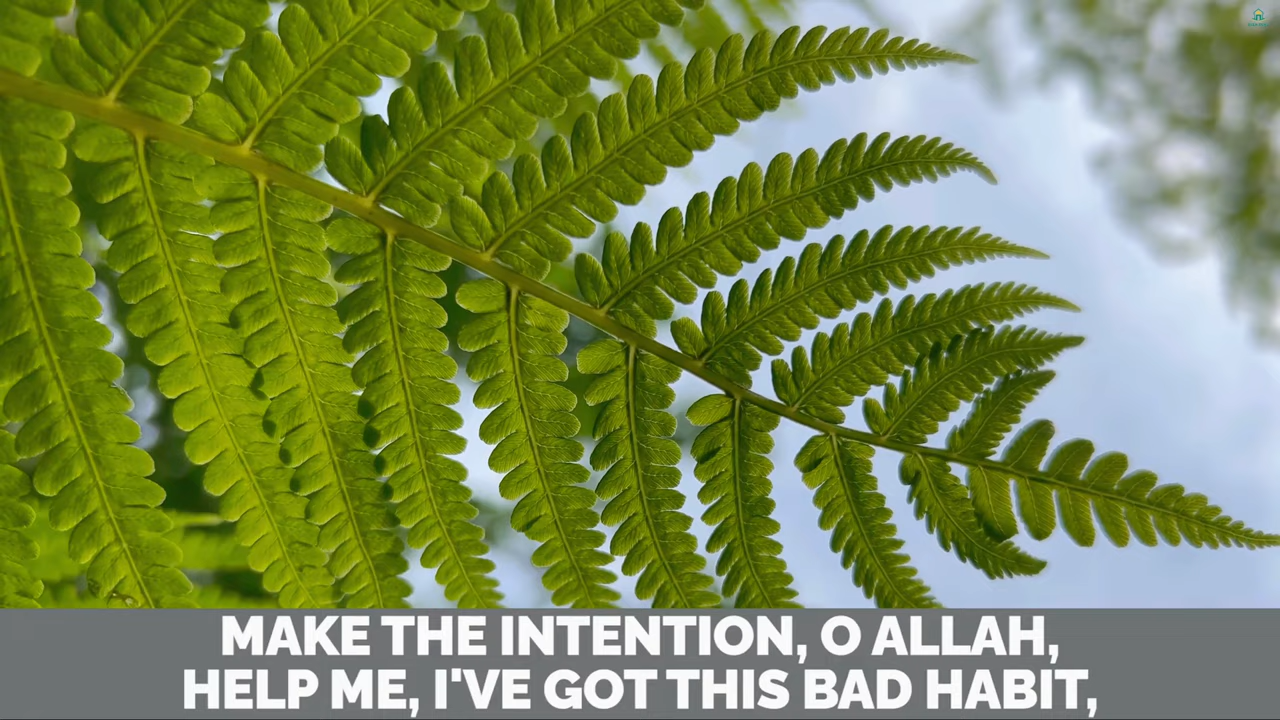 MAKE THE INTENTION, O ALLAH,
HELP ME, I'VE GOT THIS BAD HABIT,